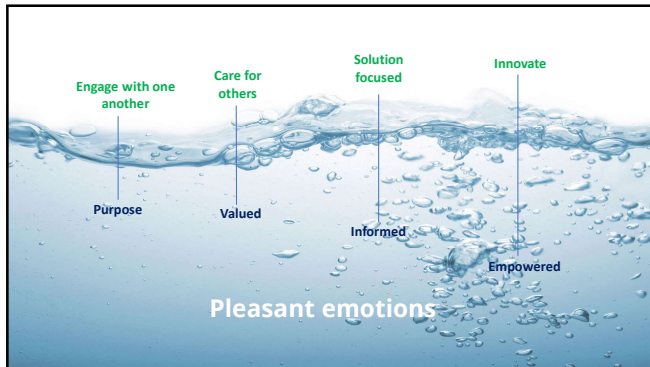 Engage with one
another
Care for
others
Solution
focused
Innovate
Purpose
Valued
Informed
Empowered
Pleasant emotions